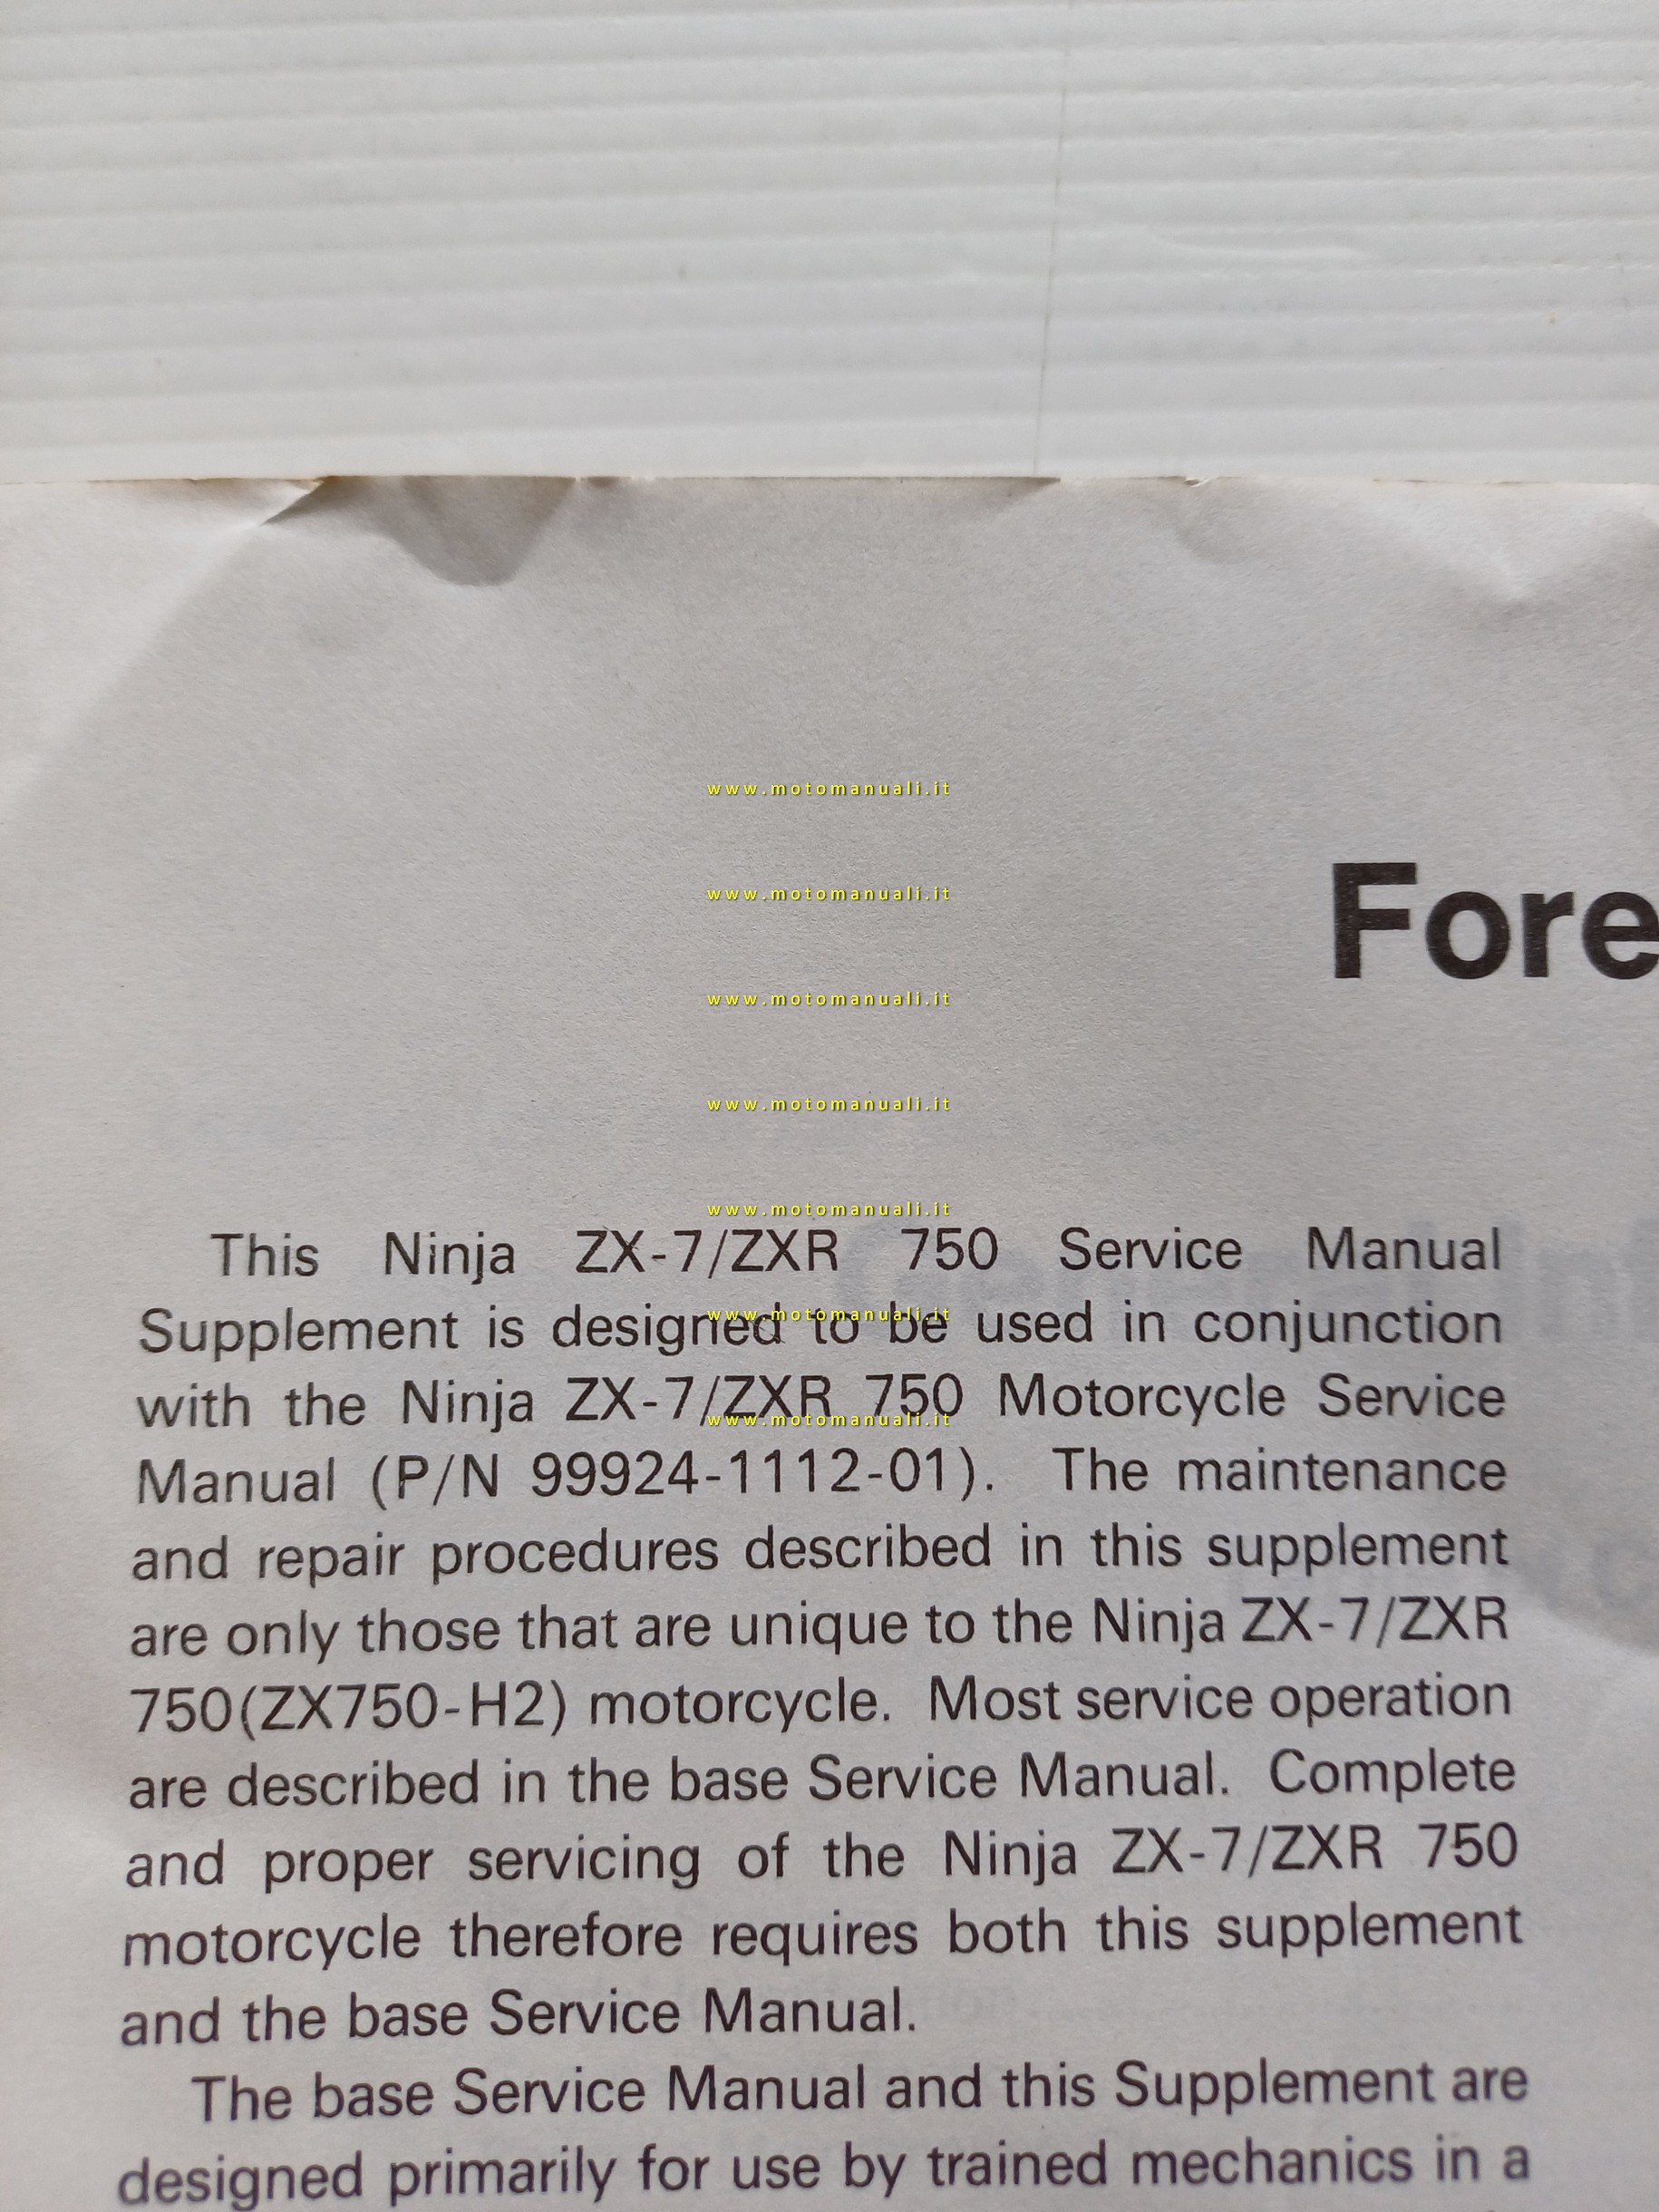 www.motomanuali.it
Fore
www.motomanuali.it
www.motomanuali.it
www.motomanuali.it
www.motomanuali.it
This Ninja ZX-7/ZXR 750 Service Manual
www.motomanuali.it
Supplement is designed to be used in conjunction
with the Ninja ZX-7/ZXR 750 Motorcycle Service
www.motomanuali.it
Manual (P/N 99924-1112-01). The maintenance
and repair procedures described in this supplement
are only those that are unique to the Ninja ZX-7/ZXR
750(ZX750-H2) motorcycle. Most service operation
are described in the base Service Manual. Complete
and proper servicing of the Ninja ZX-7/ZXR 750
motorcycle therefore requires both this supplement
and the base Service Manual.
The base Service Manual and this Supplement are
designed primarily for use by trained mechanics in a